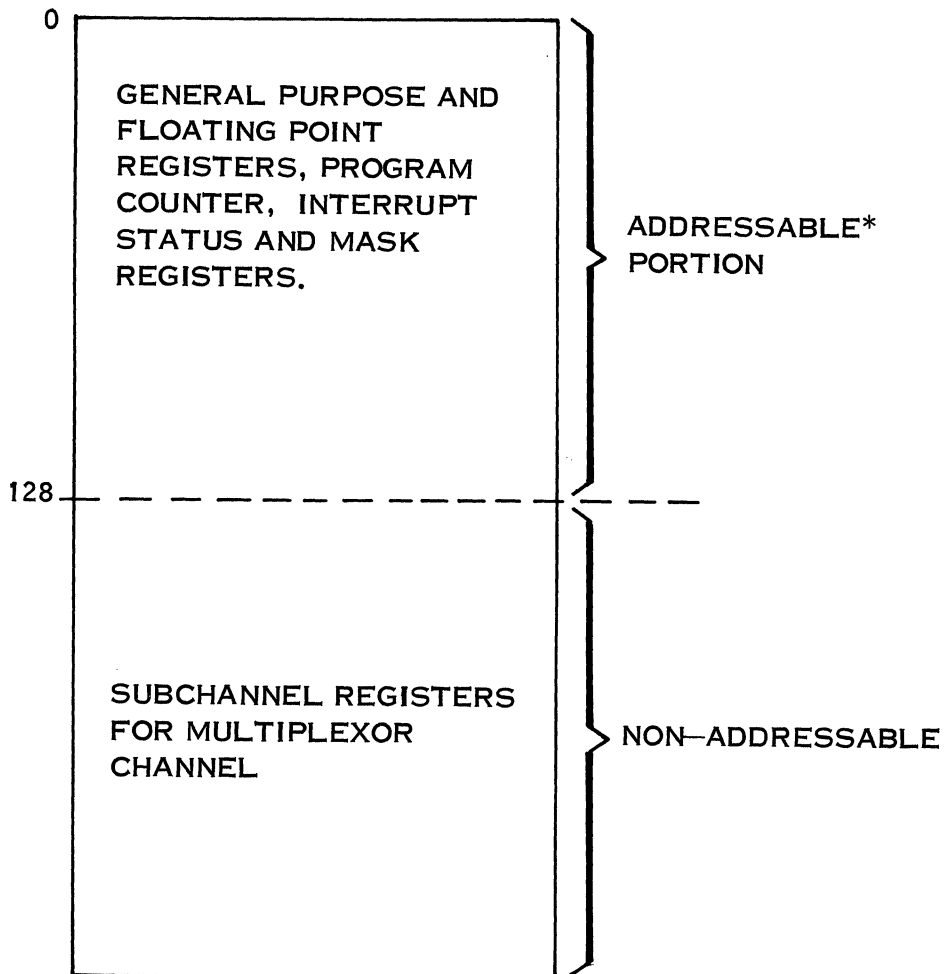 0
GENERAL PURPOSE AND
FLOATING POINT
REGISTERS, PROGRAM
COUNTER, INTERRUPT
STATUS AND MASK
REGISTERS.
ADDRESSABLE*
PORTION
128
SUBCHANNEL REGISTERS
FOR MULTIPLEXOR
CHANNEL
NON—ADDRESSABLE